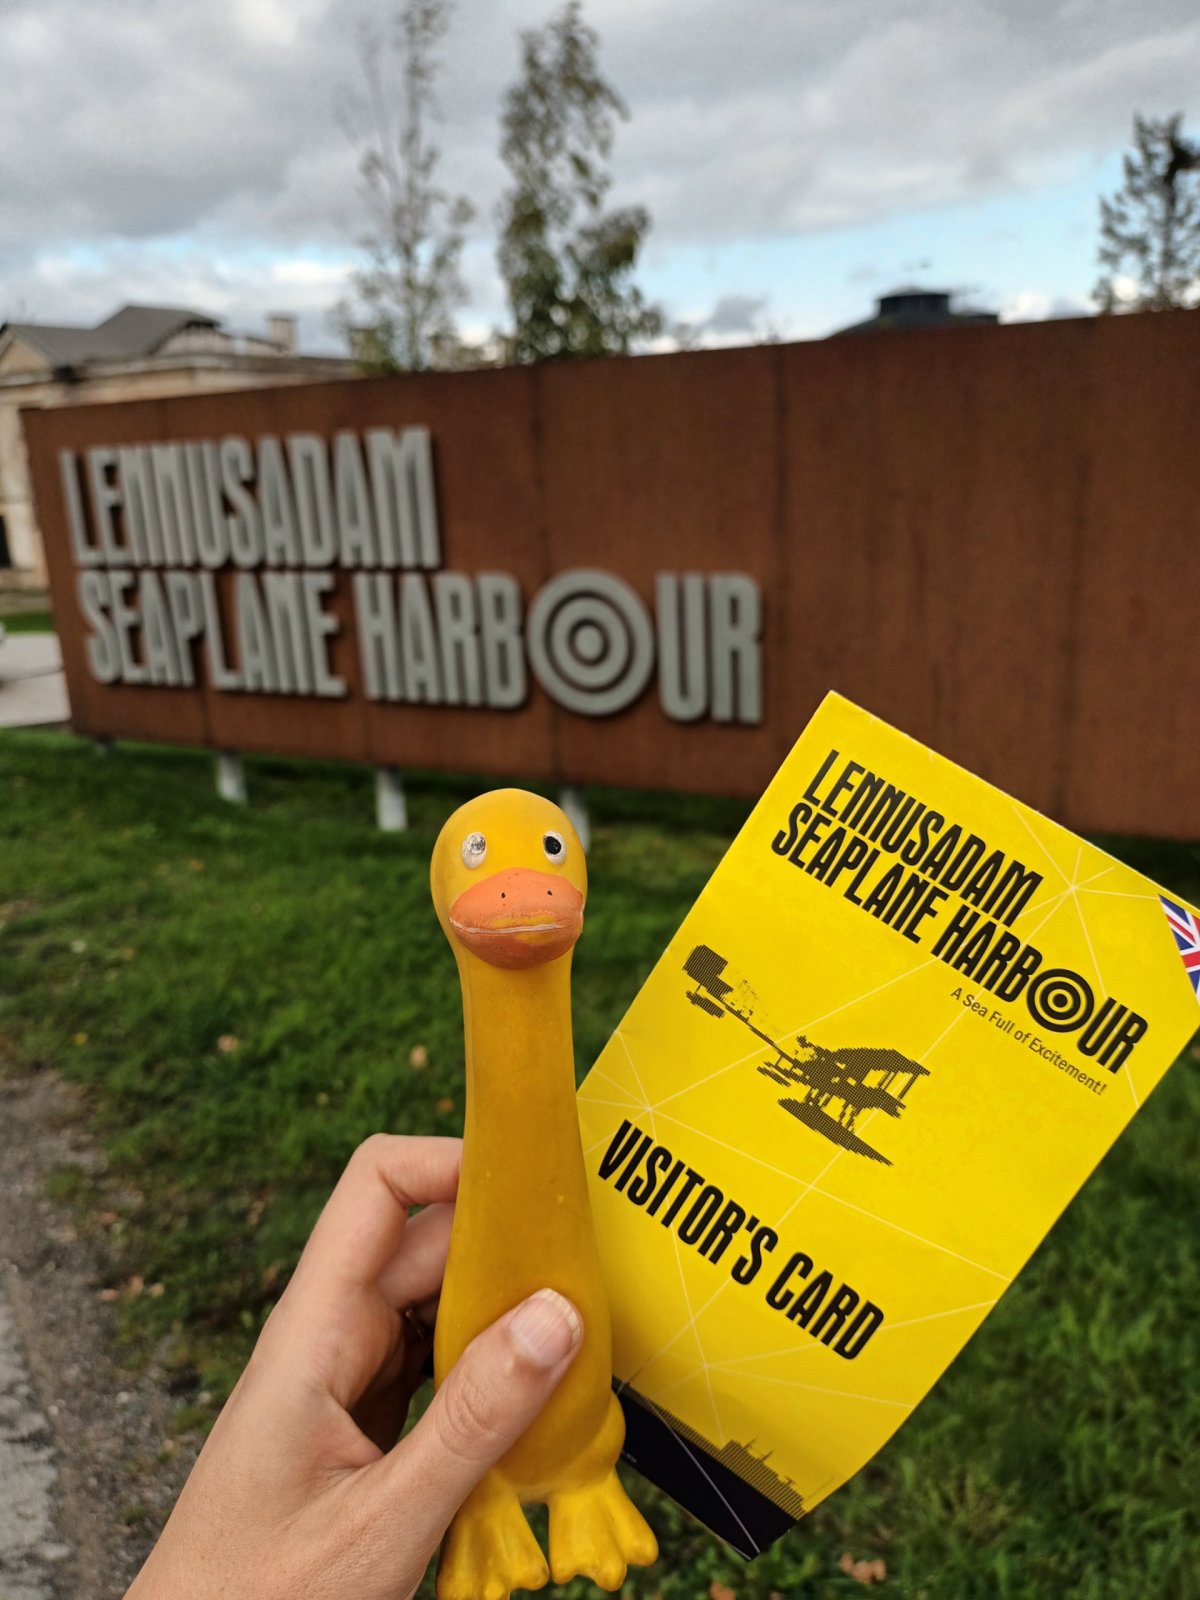 LENNUSADAM
SEAPLANE HARBOUR
LENNUSADAM
SEAPLANE HARBOUR
A Sea Full of Excitement!
VISITOR'S CARD